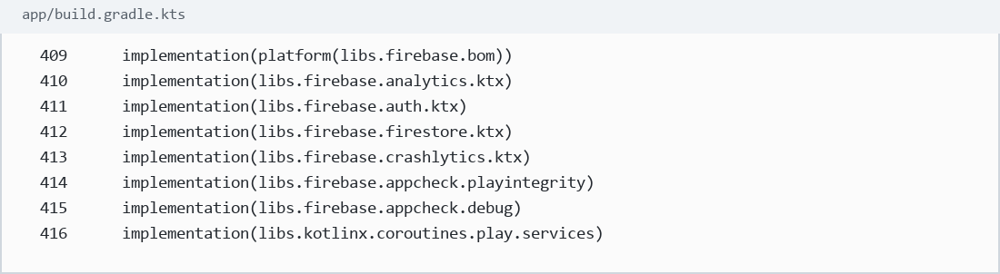 app/build.gradle.kts
409 implementation(platform(libs.firebase.bom))
410 implementation(libs.firebase.analytics.ktx)
411 implementation(libs.firebase.auth.ktx)
412 implementation(libs.firebase.firestore.ktx)
413 implementation(libs.firebase.crashlytics.ktx)
414 implementation(libs.firebase.appcheck.playintegrity)
415 implementation(libs.firebase.appcheck.debug)
416 implementation(libs.kotlinx.coroutines.play.services)